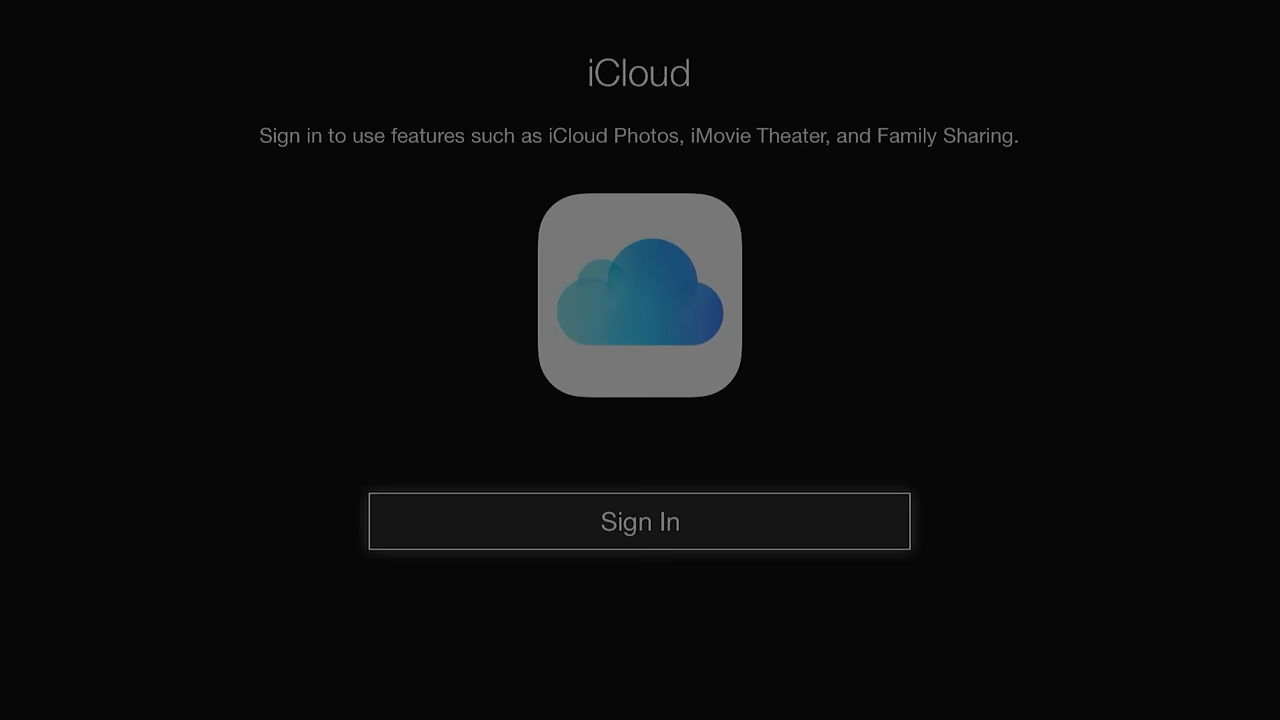 iCloud
Sign in to use features such as iCloud Photos, iMovie Theater, and Family Sharing.
Sign In